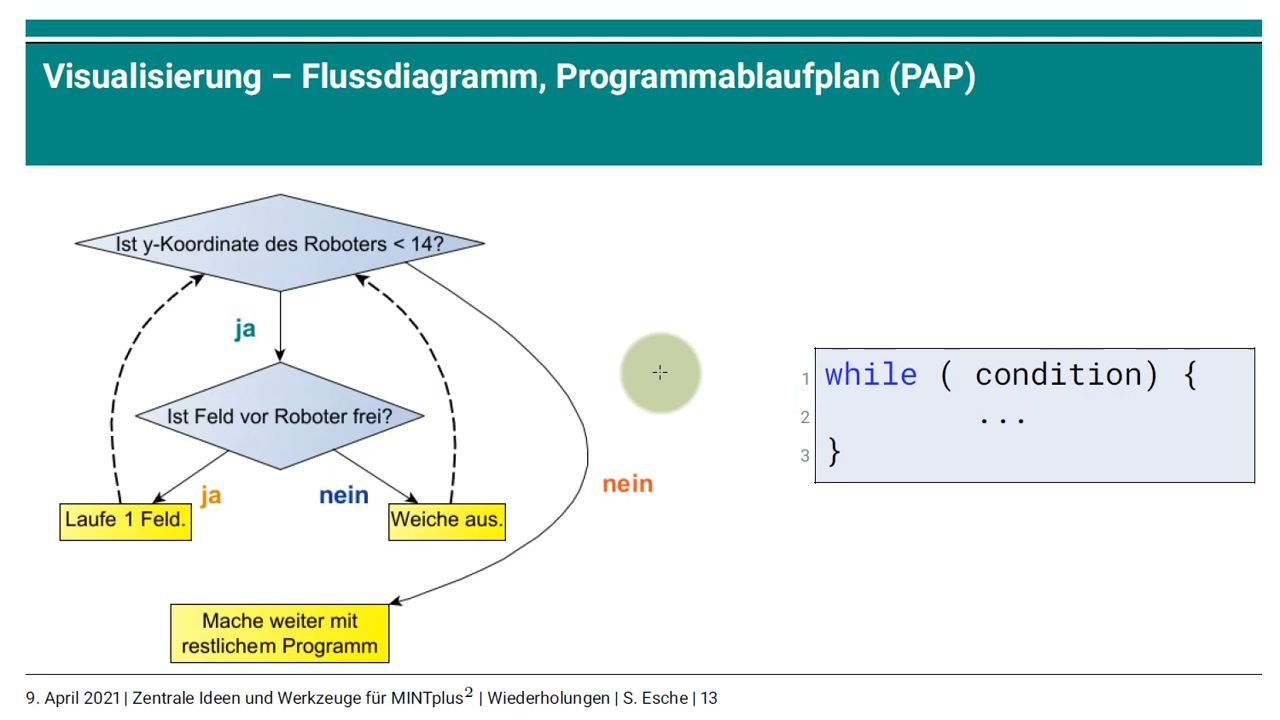 Visualisierung – Flussdiagramm, Programmablaufplan (PAP)
Ist y-Koordinate des Roboters < 14?
ja
Ist Feld vor Roboter frei?
ja
nein
nein
Laufe 1 Feld.
Weiche aus.
Mache weiter mit
restlichem Programm
1 while ( condition) {
2 ...
3 }
9. April 2021 | Zentrale Ideen und Werkzeuge für MINTplus² | Wiederholungen | S. Esche | 13